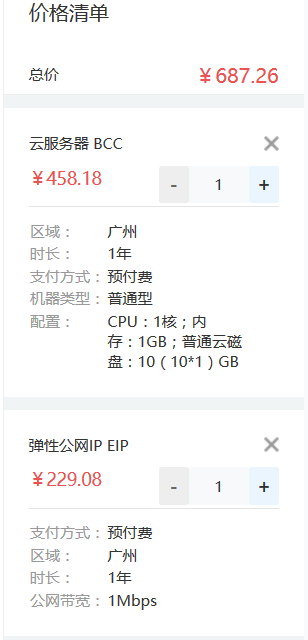 价格清单
总价 ￥687.26
云服务器 BCC
￥458.18 - 1 +
区域： 广州
时长： 1年
支付方式： 预付费
机器类型： 普通型
配置： CPU：1核；内
存：1GB；普通云磁
盘：10（10*1）GB
弹性公网IP EIP
￥229.08 - 1 +
支付方式： 预付费
区域： 广州
时长： 1年
公网带宽： 1Mbps